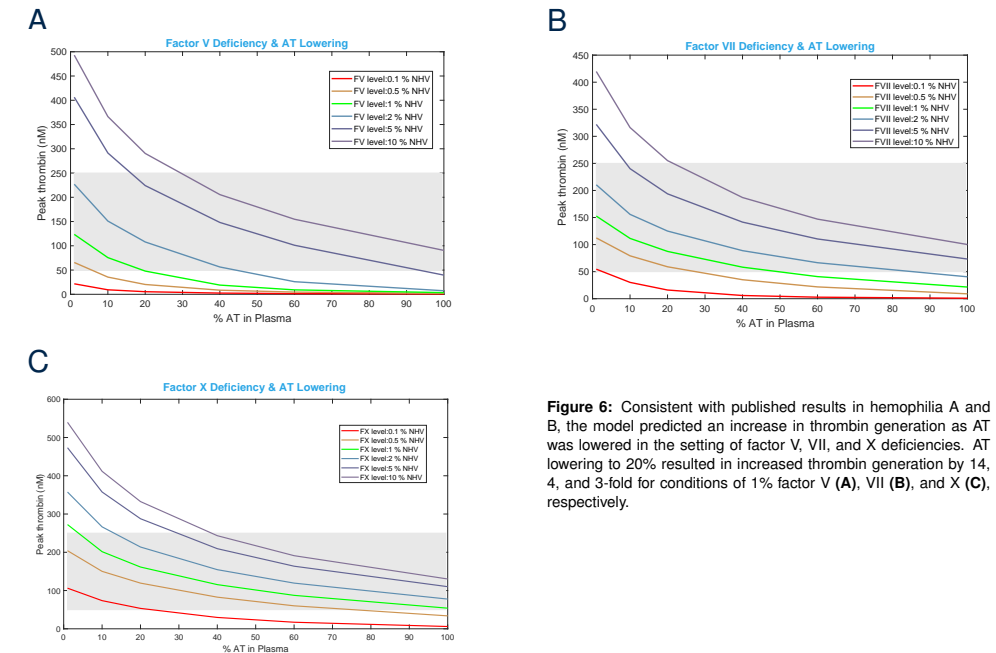 A
Factor V Deficiency & AT Lowering
Peak thrombin (nM)
500
450
400
350
300
250
200
150
100
50
0
FV level:0.1 % NHV
FV level:0.5 % NHV
FV level:1 % NHV
FV level:2 % NHV
FV level:5 % NHV
FV level:10 % NHV
0 10 20 30 40 50 60 70 80 90 100
% AT in Plasma
B
Factor VII Deficiency & AT Lowering
Peak thrombin (nM)
450
400
350
300
250
200
150
100
50
0
FVII level:0.1 % NHV
FVII level:0.5 % NHV
FVII level:1 % NHV
FVII level:2 % NHV
FVII level:5 % NHV
FVII level:10 % NHV
0 10 20 30 40 50 60 70 80 90 100
% AT in Plasma
C
Factor X Deficiency & AT Lowering
Peak thrombin (nM)
600
500
400
300
200
100
0
FX level:0.1 % NHV
FX level:0.5 % NHV
FX level:1 % NHV
FX level:2 % NHV
FX level:5 % NHV
FX level:10 % NHV
0 10 20 30 40 50 60 70 80 90 100
% AT in Plasma
Figure 6: Consistent with published results in hemophilia A and
B, the model predicted an increase in thrombin generation as AT
was lowered in the setting of factor V, VII, and X deficiencies. AT
lowering to 20% resulted in increased thrombin generation by 14,
4, and 3-fold for conditions of 1% factor V (A), VII (B), and X (C),
respectively.